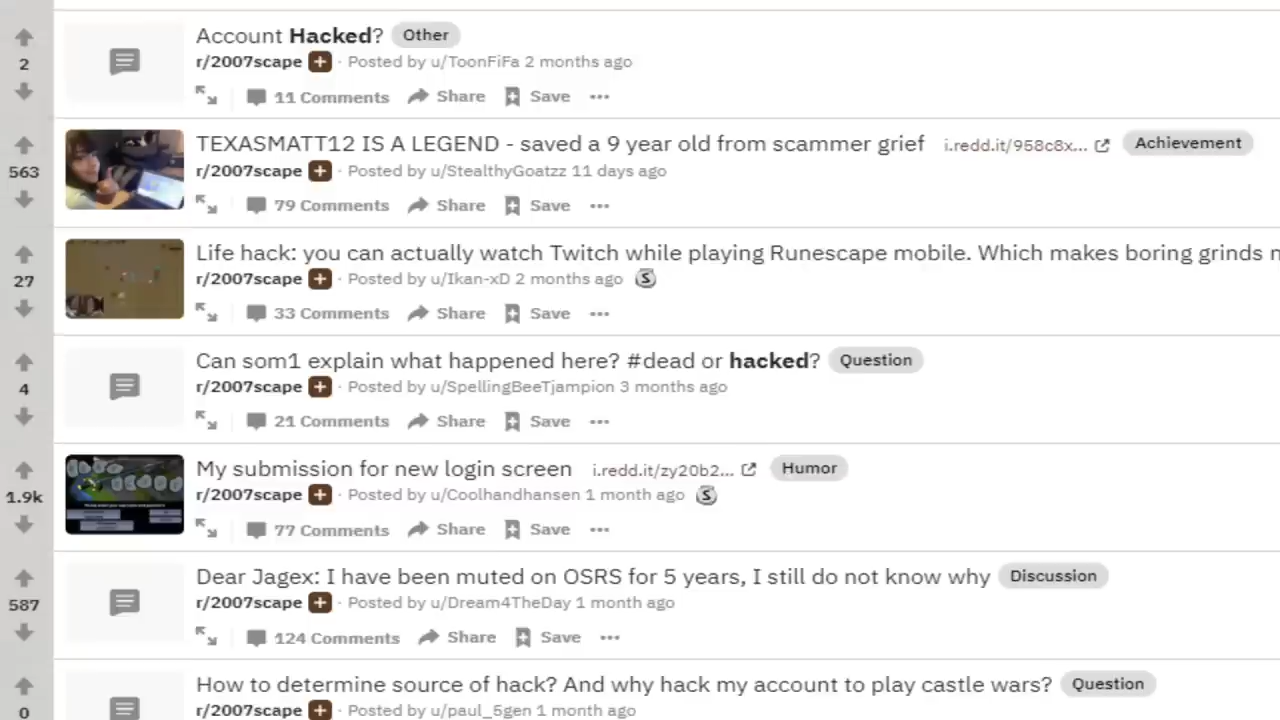 Account Hacked? Other
r/2007scape · Posted by u/ToonFiFa 2 months ago
2
11 Comments Share Save
TEXASMATT12 IS A LEGEND - saved a 9 year old from scammer grief i.redd.it/958c8x... Achievement
563
r/2007scape · Posted by u/StealthyGoatzz 11 days ago
79 Comments Share Save
Life hack: you can actually watch Twitch while playing Runescape mobile. Which makes boring grinds
27
r/2007scape · Posted by u/Ikan-xD 2 months ago
33 Comments Share Save
Can som1 explain what happened here? #dead or hacked? Question
4
r/2007scape · Posted by u/SpellingBeeTjampion 3 months ago
21 Comments Share Save
My submission for new login screen i.redd.it/zy20b2... Humor
1.9k
r/2007scape · Posted by u/Coolhandhansen 1 month ago
77 Comments Share Save
Dear Jagex: I have been muted on OSRS for 5 years, I still do not know why Discussion
587
r/2007scape · Posted by u/Dream4TheDay 1 month ago
124 Comments Share Save
How to determine source of hack? And why hack my account to play castle wars? Question
0
r/2007scape · Posted by u/paul_5gen 1 month ago